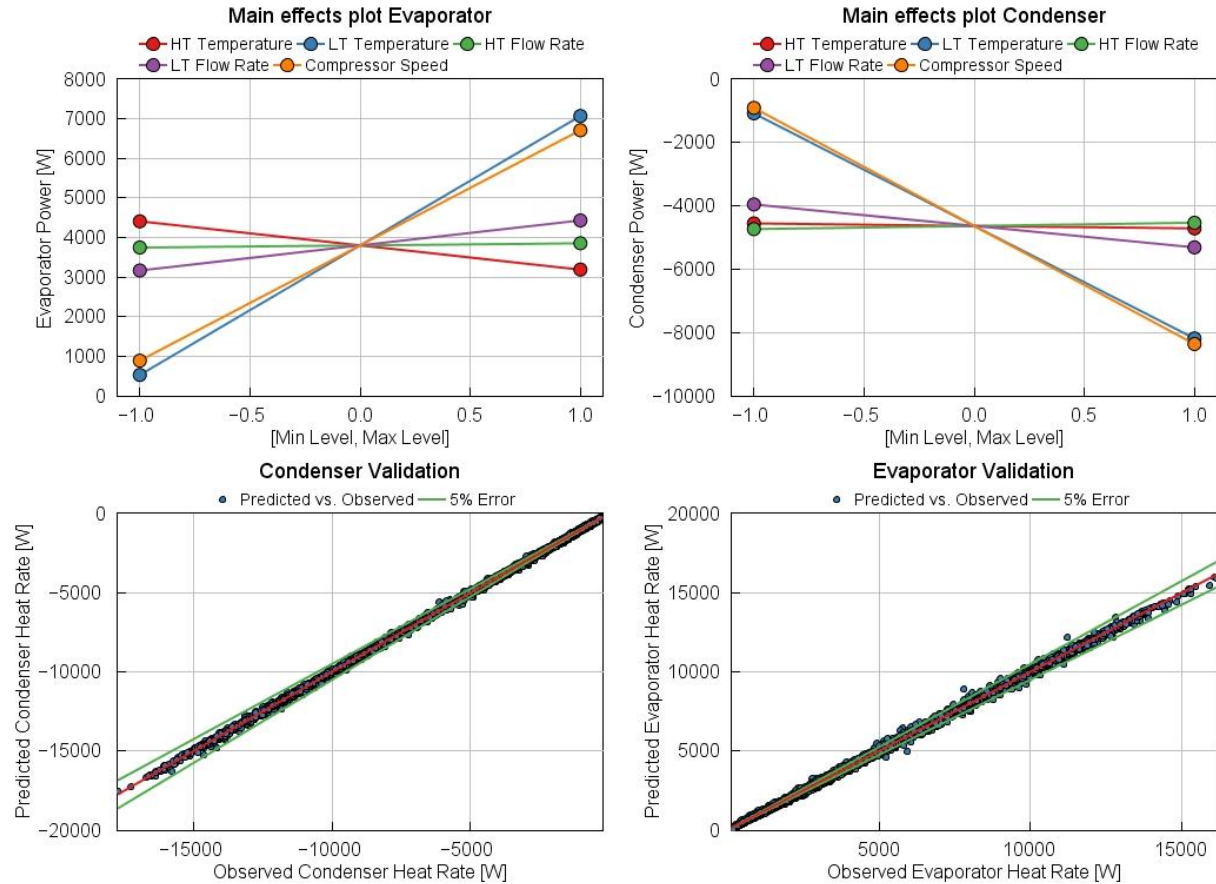 Main effects plot Evaporator
HT Temperature LT Temperature HT Flow Rate
LT Flow Rate Compressor Speed
Evaporator Power [W]
8000
7000
6000
5000
4000
3000
2000
1000
0
−1.0 −0.5 0.0 0.5 1.0
[Min Level, Max Level]
Main effects plot Condenser
HT Temperature LT Temperature HT Flow Rate
LT Flow Rate Compressor Speed
Condenser Power [W]
0
−2000
−4000
−6000
−8000
−10000
−1.0 −0.5 0.0 0.5 1.0
[Min Level, Max Level]
Condenser Validation
Predicted vs. Observed 5% Error
Predicted Condenser Heat Rate [W]
0
−5000
−10000
−15000
−20000
−15000 −10000 −5000
Observed Condenser Heat Rate [W]
Evaporator Validation
Predicted vs. Observed 5% Error
Predicted Evaporator Heat Rate [W]
20000
15000
10000
5000
0
5000 10000 15000
Observed Evaporator Heat Rate [W]